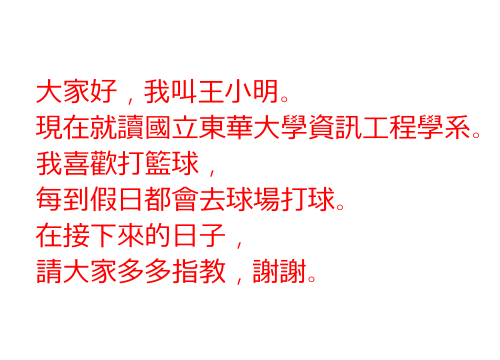 大家好，我叫王小明。
現在就讀國立東華大學資訊工程學系。
我喜歡打籃球，
每到假日都會去球場打球。
在接下來的日子，
請大家多多指教，謝謝。